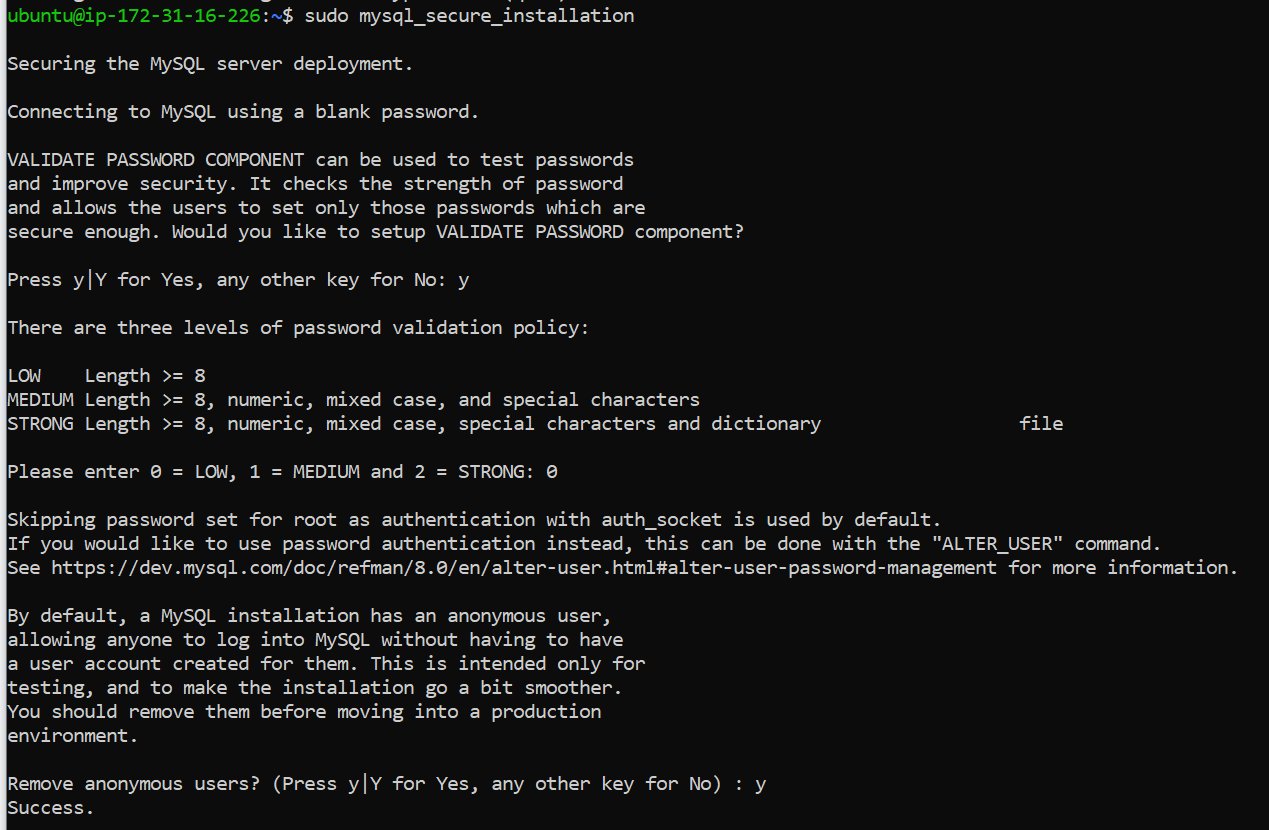 ubuntu@ip-172-31-16-226:~$ sudo mysql_secure_installation
Securing the MySQL server deployment.
Connecting to MySQL using a blank password.
VALIDATE PASSWORD COMPONENT can be used to test passwords
and improve security. It checks the strength of password
and allows the users to set only those passwords which are
secure enough. Would you like to setup VALIDATE PASSWORD component?
Press y|Y for Yes, any other key for No: y
There are three levels of password validation policy:
LOW    Length >= 8
MEDIUM Length >= 8, numeric, mixed case, and special characters
STRONG Length >= 8, numeric, mixed case, special characters and dictionary                  file
Please enter 0 = LOW, 1 = MEDIUM and 2 = STRONG: 0
Skipping password set for root as authentication with auth_socket is used by default.
If you would like to use password authentication instead, this can be done with the "ALTER_USER" command.
See https://dev.mysql.com/doc/refman/8.0/en/alter-user.html#alter-user-password-management for more information.
By default, a MySQL installation has an anonymous user,
allowing anyone to log into MySQL without having to have
a user account created for them. This is intended only for
testing, and to make the installation go a bit smoother.
You should remove them before moving into a production
environment.
Remove anonymous users? (Press y|Y for Yes, any other key for No) : y
Success.